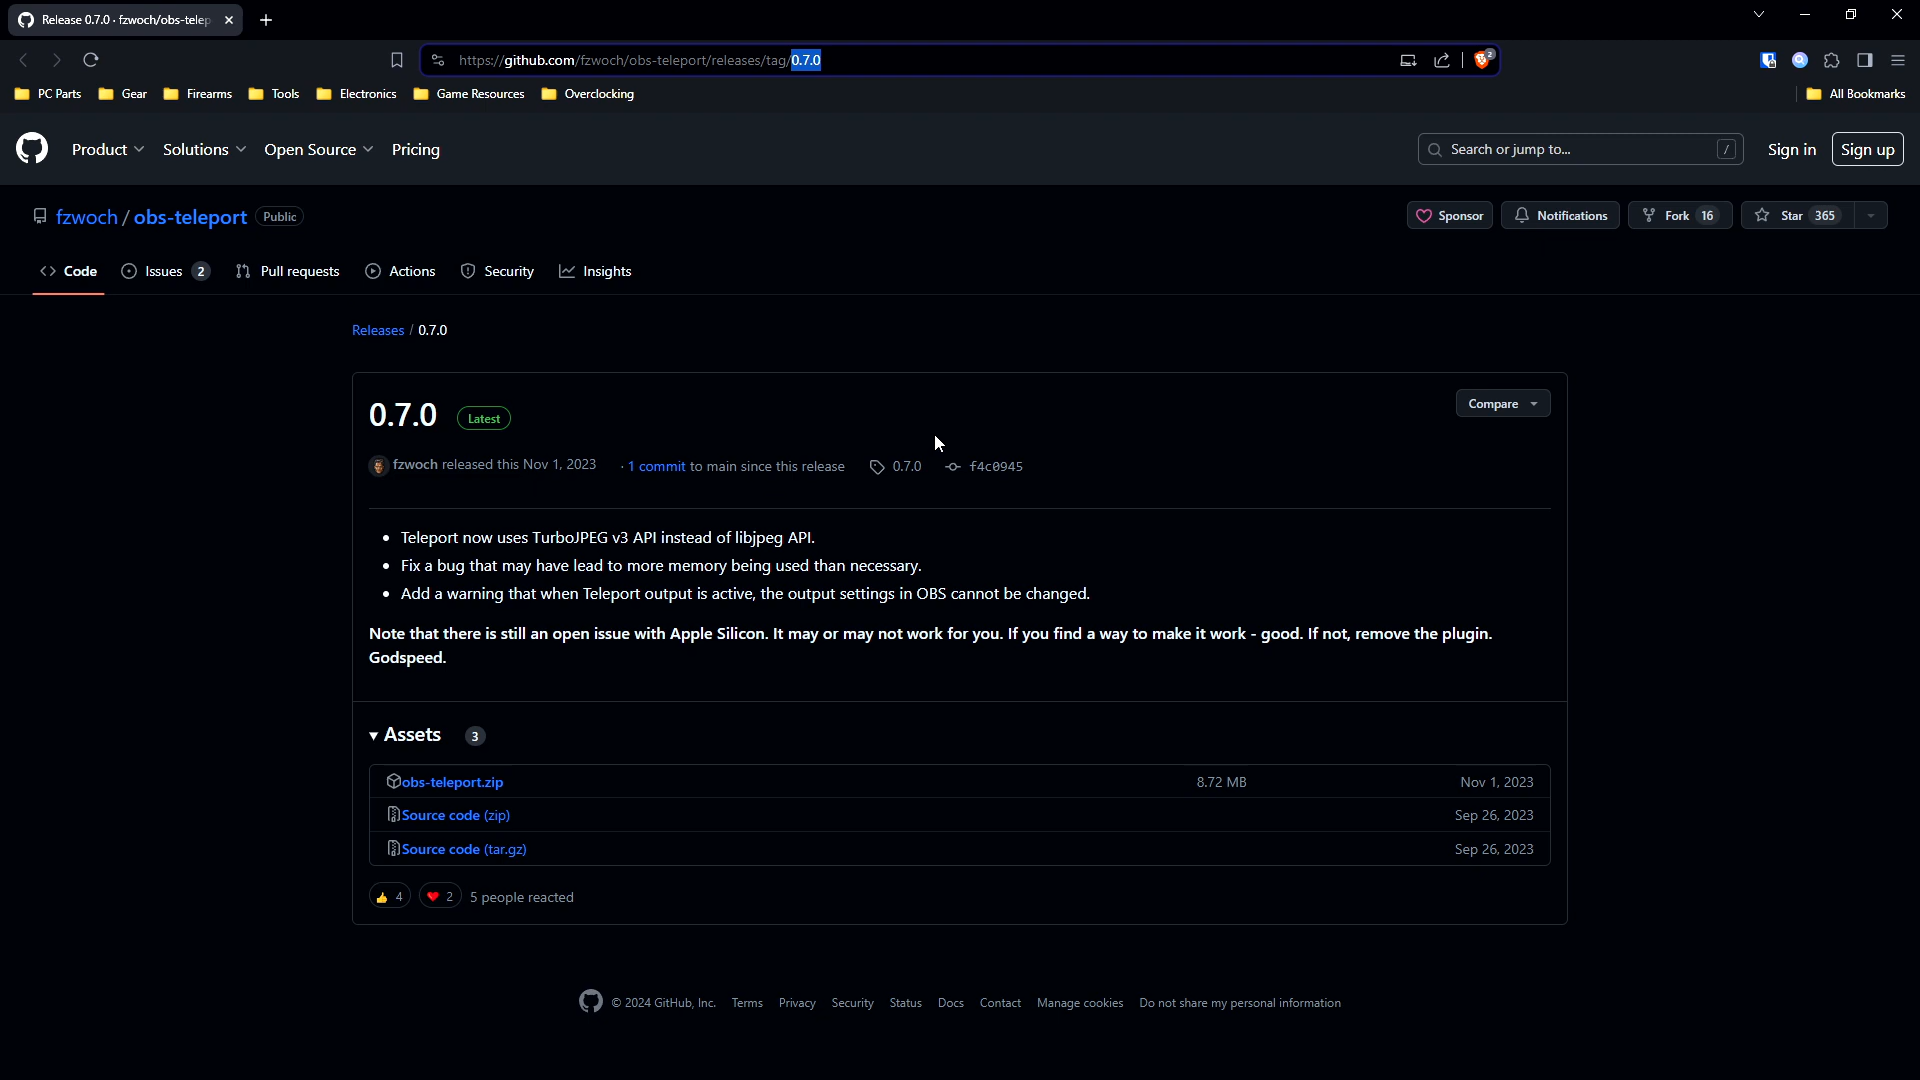 Release 0.7.0 · fzwoch/obs-telep
https://github.com/fzwoch/obs-teleport/releases/tag/0.7.0
2
PC Parts Gear Firearms Tools Electronics Game Resources Overclocking All Bookmarks
Product Solutions Open Source Pricing Search or jump to... / Sign in Sign up
fzwoch / obs-teleport Public Sponsor Notifications Fork 16 Star 365
Code Issues 2 Pull requests Actions Security Insights
Releases / 0.7.0
0.7.0 Latest Compare
fzwoch released this Nov 1, 2023 · 1 commit to main since this release 0.7.0 f4c0945
• Teleport now uses TurboJPEG v3 API instead of libjpeg API.
• Fix a bug that may have lead to more memory being used than necessary.
• Add a warning that when Teleport output is active, the output settings in OBS cannot be changed.
Note that there is still an open issue with Apple Silicon. It may or may not work for you. If you find a way to make it work - good. If not, remove the plugin.
Godspeed.
Assets 3
obs-teleport.zip 8.72 MB Nov 1, 2023
Source code (zip) Sep 26, 2023
Source code (tar.gz) Sep 26, 2023
👍 4 ❤️ 2 5 people reacted
© 2024 GitHub, Inc. Terms Privacy Security Status Docs Contact Manage cookies Do not share my personal information